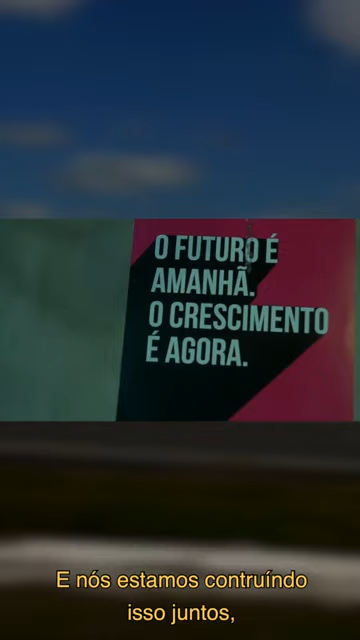 O FUTURO É
AMANHÃ.
O CRESCIMENTO
É AGORA.
E nós estamos contruíndo
isso juntos,